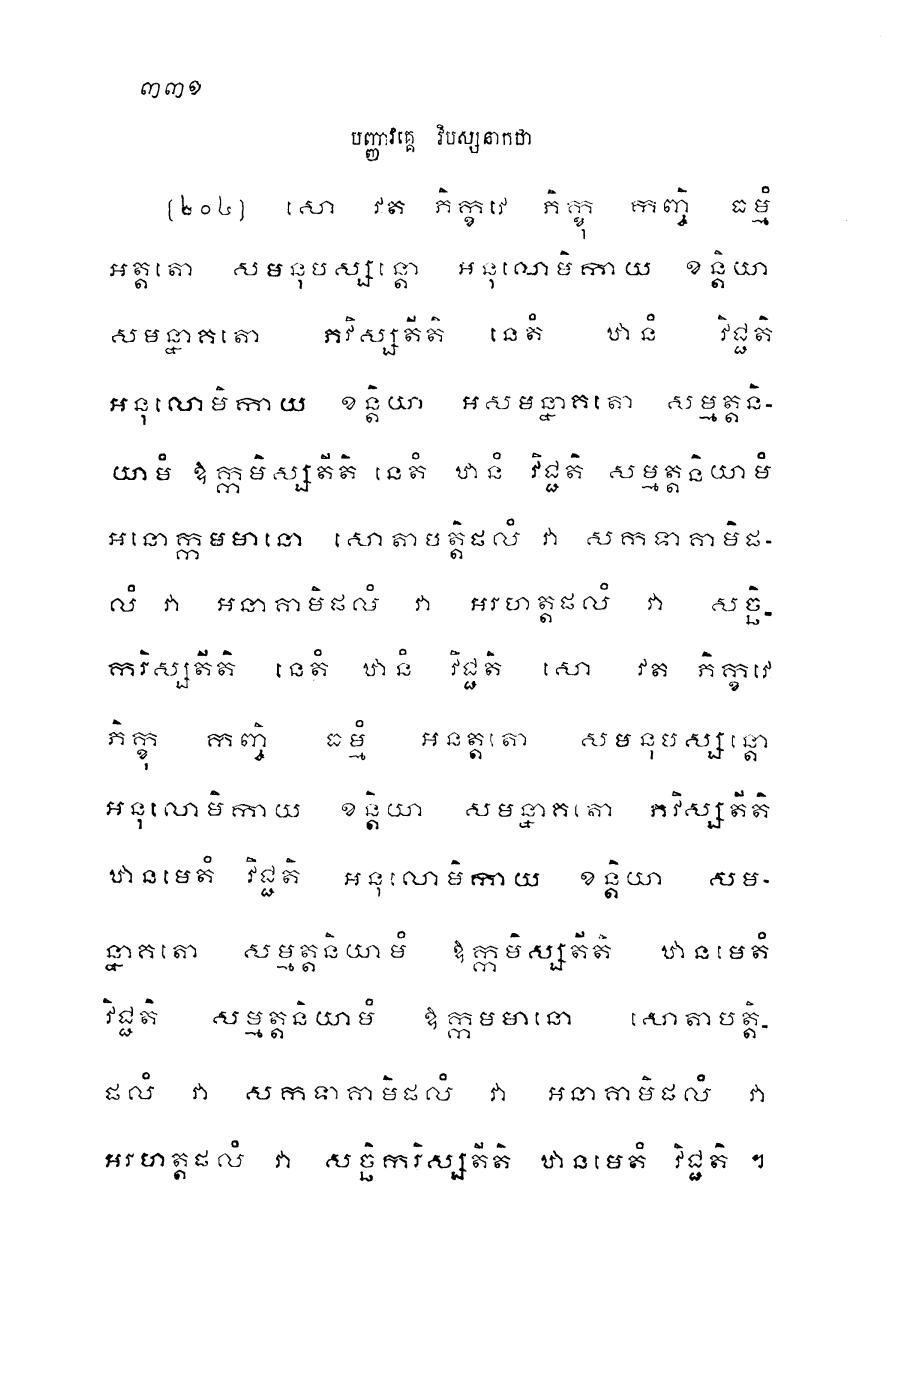 ៣៣១
បញ្ញាវគ្គេ វិបស្សនាកថា
[២០៤] សោ វត ភិក្ខវេ ភិក្ខុ កញ្ចិ ធម្មំ
អត្តតោ សមនុបស្សន្តោ អនុលោមិកាយ ខន្តិយា
សមន្នាគតោ ភវិស្សតីតិ នេតំ ឋានំ វិជ្ជតិ
អនុលោមិកាយ ខន្តិយា អសមន្នាគតោ សម្មត្តនិ-
យាមំ ឱក្កមិស្សតីតិ នេតំ ឋានំ វិជ្ជតិ សម្មត្តនិយាមំ
អនោក្កមមានោ សោតាបត្តិផលំ វា សកទាគាមិផ-
លំ វា អនាគាមិផលំ វា អរហត្តផលំ វា សច្ឆិ-
ករិស្សតីតិ នេតំ ឋានំ វិជ្ជតិ សោ វត ភិក្ខវេ
ភិក្ខុ កញ្ចិ ធម្មំ អនត្តតោ សមនុបស្សន្តោ
អនុលោមិកាយ ខន្តិយា សមន្នាគតោ ភវិស្សតីតិ
ឋានមេតំ វិជ្ជតិ អនុលោមិកាយ ខន្តិយា សម-
ន្នាគតោ សម្មត្តនិយាមំ ឱក្កមិស្សតីតិ ឋានមេតំ
វិជ្ជតិ សម្មត្តនិយាមំ ឱក្កមមានោ សោតាបត្តិ-
ផលំ វា សកទាគាមិផលំ វា អនាគាមិផលំ វា
អរហត្តផលំ វា សច្ឆិករិស្សតីតិ ឋានមេតំ វិជ្ជតិ ។